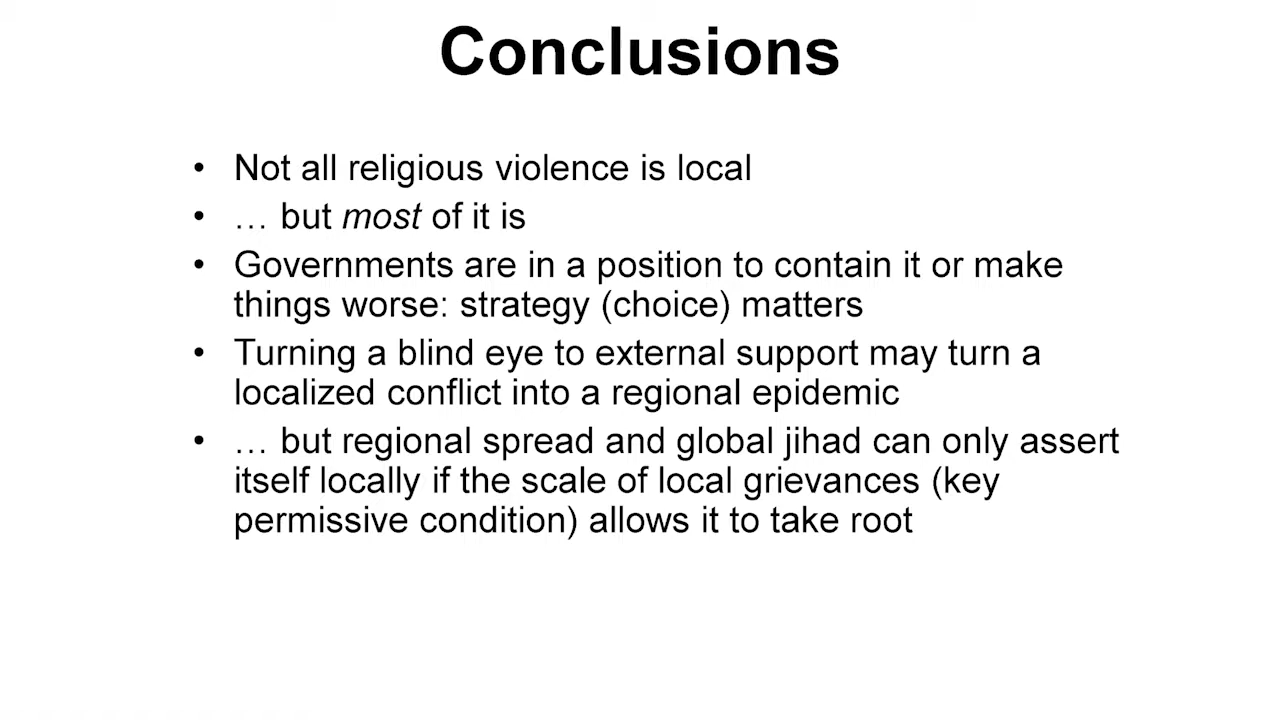 Conclusions
• Not all religious violence is local
• … but most of it is
• Governments are in a position to contain it or make
things worse: strategy (choice) matters
• Turning a blind eye to external support may turn a
localized conflict into a regional epidemic
• … but regional spread and global jihad can only assert
itself locally if the scale of local grievances (key
permissive condition) allows it to take root